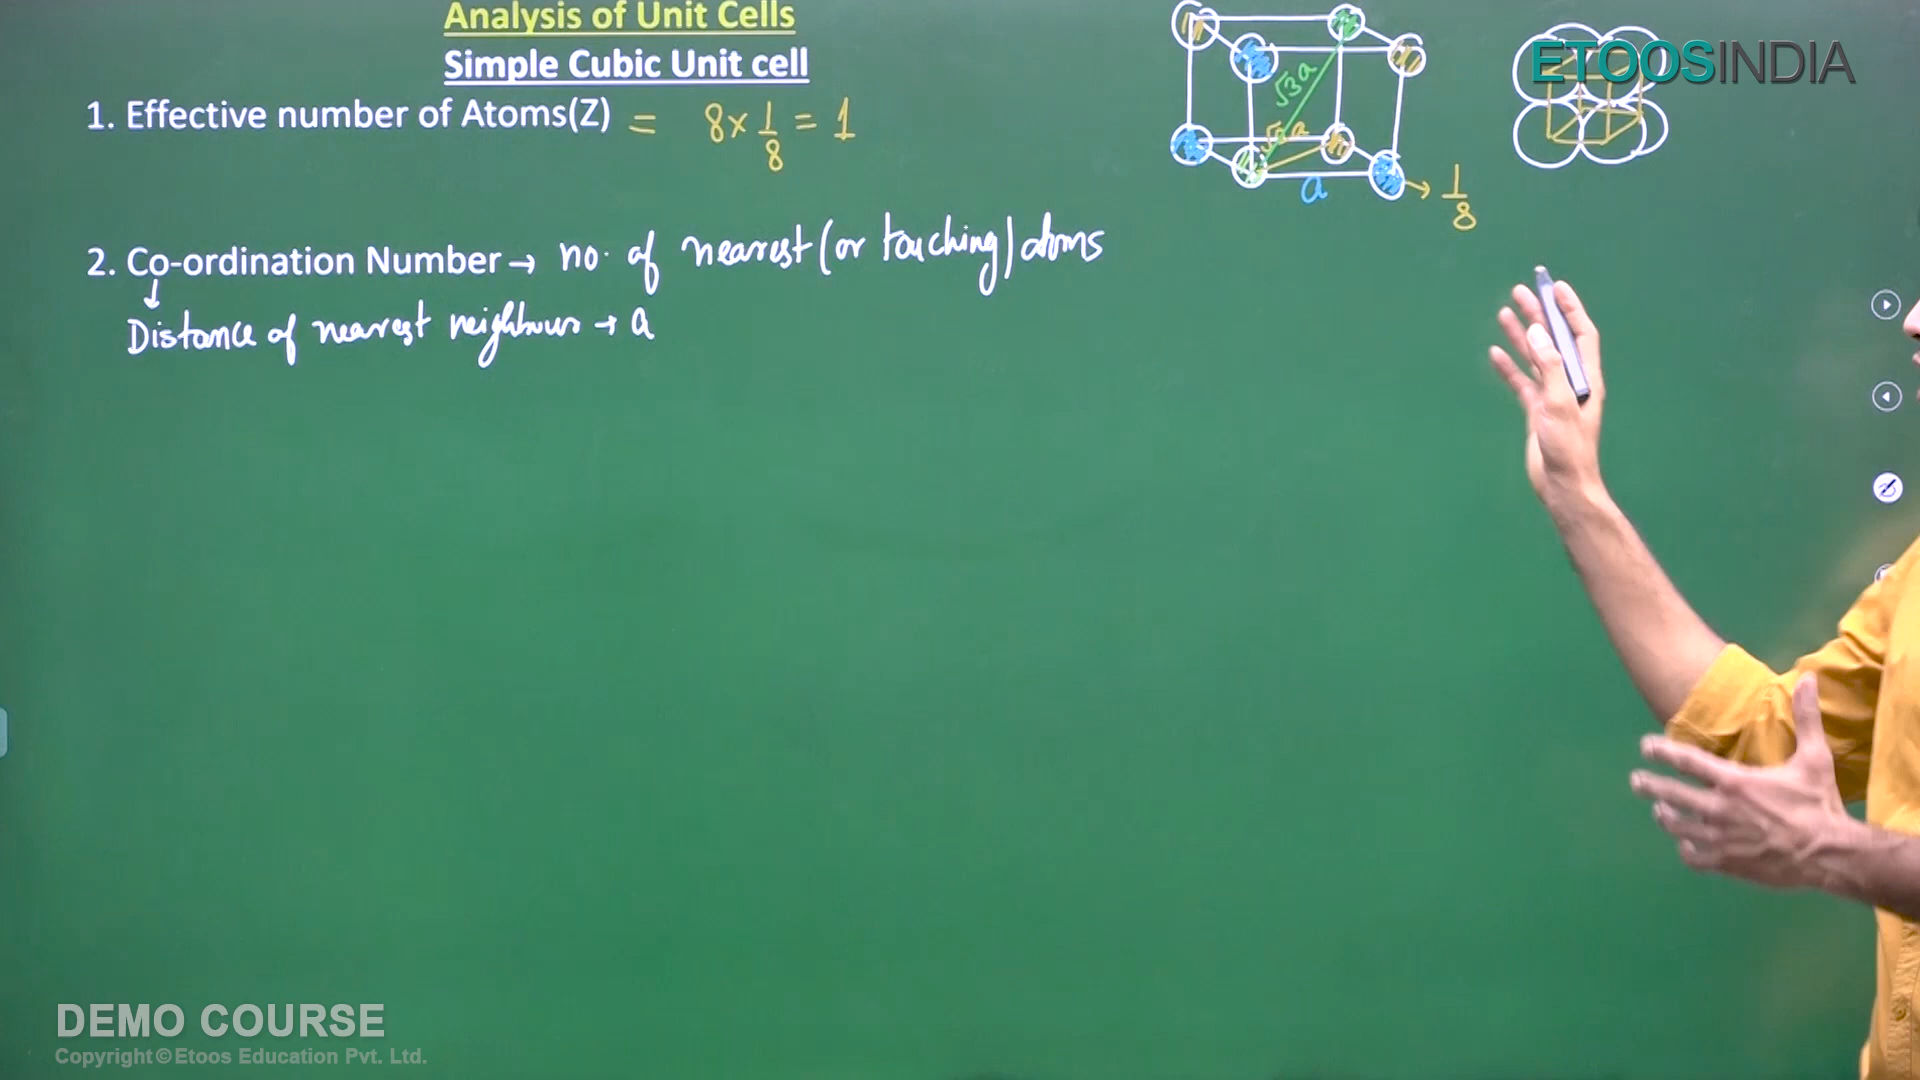 Analysis of Unit Cells
Simple Cubic Unit cell
1. Effective number of Atoms(Z) = 8 × 1/8 = 1
2. Co-ordination Number → no. of nearest (or touching) atoms
↓
Distance of nearest neighbours → a
√3a
√2a
a
→ 1/8
ETOOSINDIA
DEMO COURSE
Copyright © Etoos Education Pvt. Ltd.